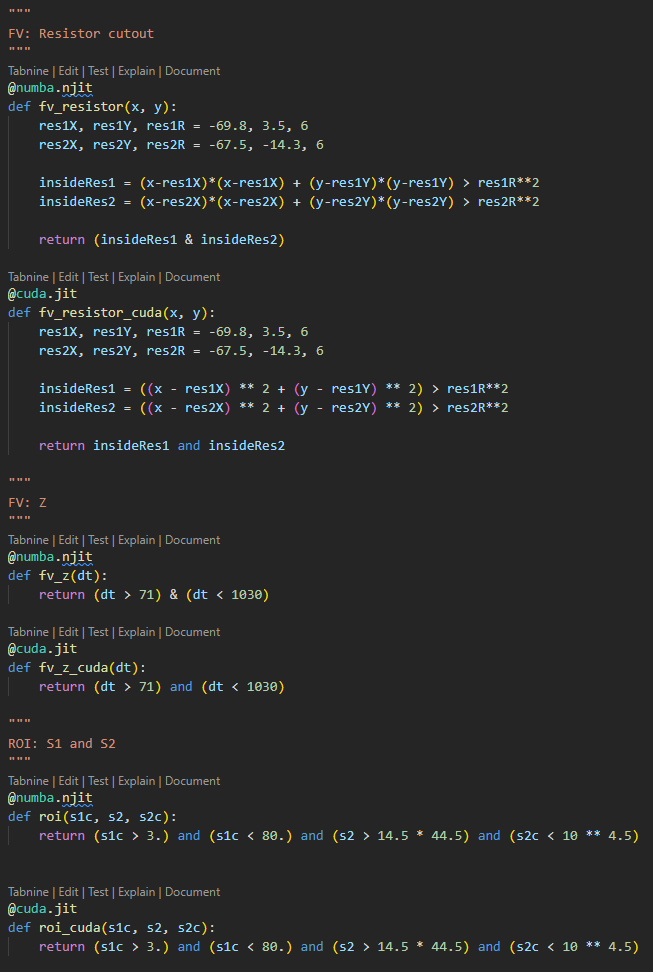 """
FV: Resistor cutout
"""
Tabnine | Edit | Test | Explain | Document
@numba.njit
def fv_resistor(x, y):
    res1X, res1Y, res1R = -69.8, 3.5, 6
    res2X, res2Y, res2R = -67.5, -14.3, 6

    insideRes1 = (x-res1X)*(x-res1X) + (y-res1Y)*(y-res1Y) > res1R**2
    insideRes2 = (x-res2X)*(x-res2X) + (y-res2Y)*(y-res2Y) > res2R**2

    return (insideRes1 & insideRes2)

Tabnine | Edit | Test | Explain | Document
@cuda.jit
def fv_resistor_cuda(x, y):
    res1X, res1Y, res1R = -69.8, 3.5, 6
    res2X, res2Y, res2R = -67.5, -14.3, 6

    insideRes1 = ((x - res1X) ** 2 + (y - res1Y) ** 2) > res1R**2
    insideRes2 = ((x - res2X) ** 2 + (y - res2Y) ** 2) > res2R**2

    return insideRes1 and insideRes2

"""
FV: Z
"""
Tabnine | Edit | Test | Explain | Document
@numba.njit
def fv_z(dt):
    return (dt > 71) & (dt < 1030)

Tabnine | Edit | Test | Explain | Document
@cuda.jit
def fv_z_cuda(dt):
    return (dt > 71) and (dt < 1030)

"""
ROI: S1 and S2
"""
Tabnine | Edit | Test | Explain | Document
@numba.njit
def roi(s1c, s2, s2c):
    return (s1c > 3.) and (s1c < 80.) and (s2 > 14.5 * 44.5) and (s2c < 10 ** 4.5)

Tabnine | Edit | Test | Explain | Document
@cuda.jit
def roi_cuda(s1c, s2, s2c):
    return (s1c > 3.) and (s1c < 80.) and (s2 > 14.5 * 44.5) and (s2c < 10 ** 4.5)